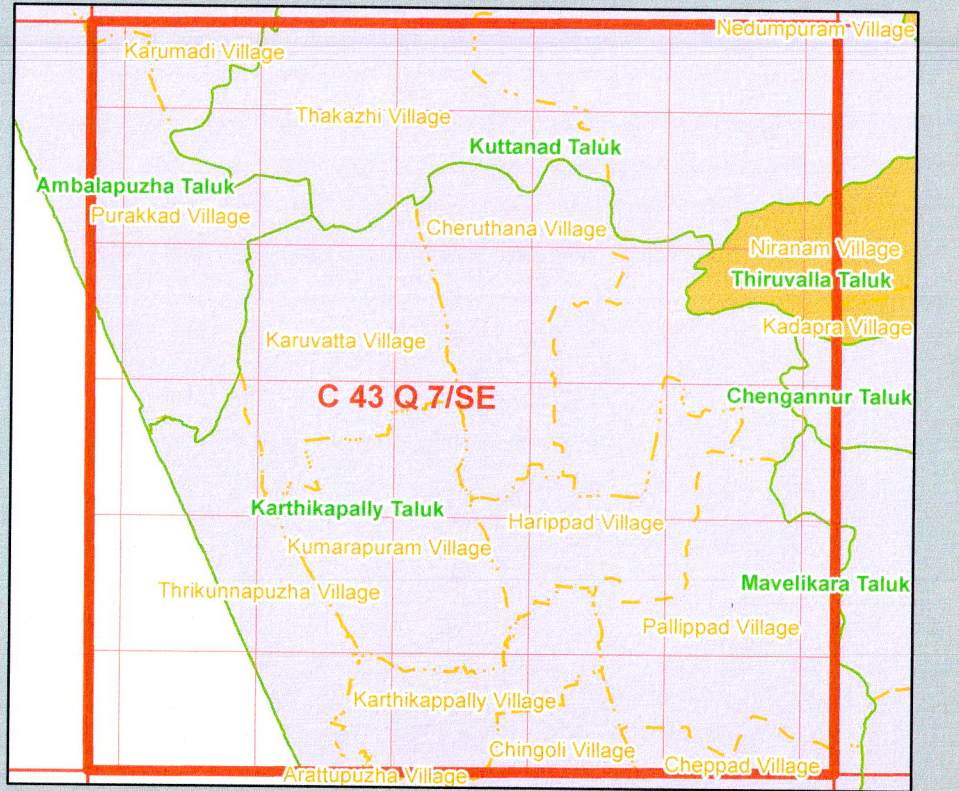 Nedumpuram Village
Karumadi Village
Thakazhi Village
Kuttanad Taluk
Ambalapuzha Taluk
Purakkad Village
Cheruthana Village
Niranam Village
Thiruvalla Taluk
Kadapra Village
Karuvatta Village
C 43 Q 7/SE
Chengannur Taluk
Karthikapally Taluk
Harippad Village
Kumarapuram Village
Mavelikara Taluk
Thrikunnapuzha Village
Pallippad Village
Karthikappally Village
Chingoli Village
Cheppad Village
Arattupuzha Village